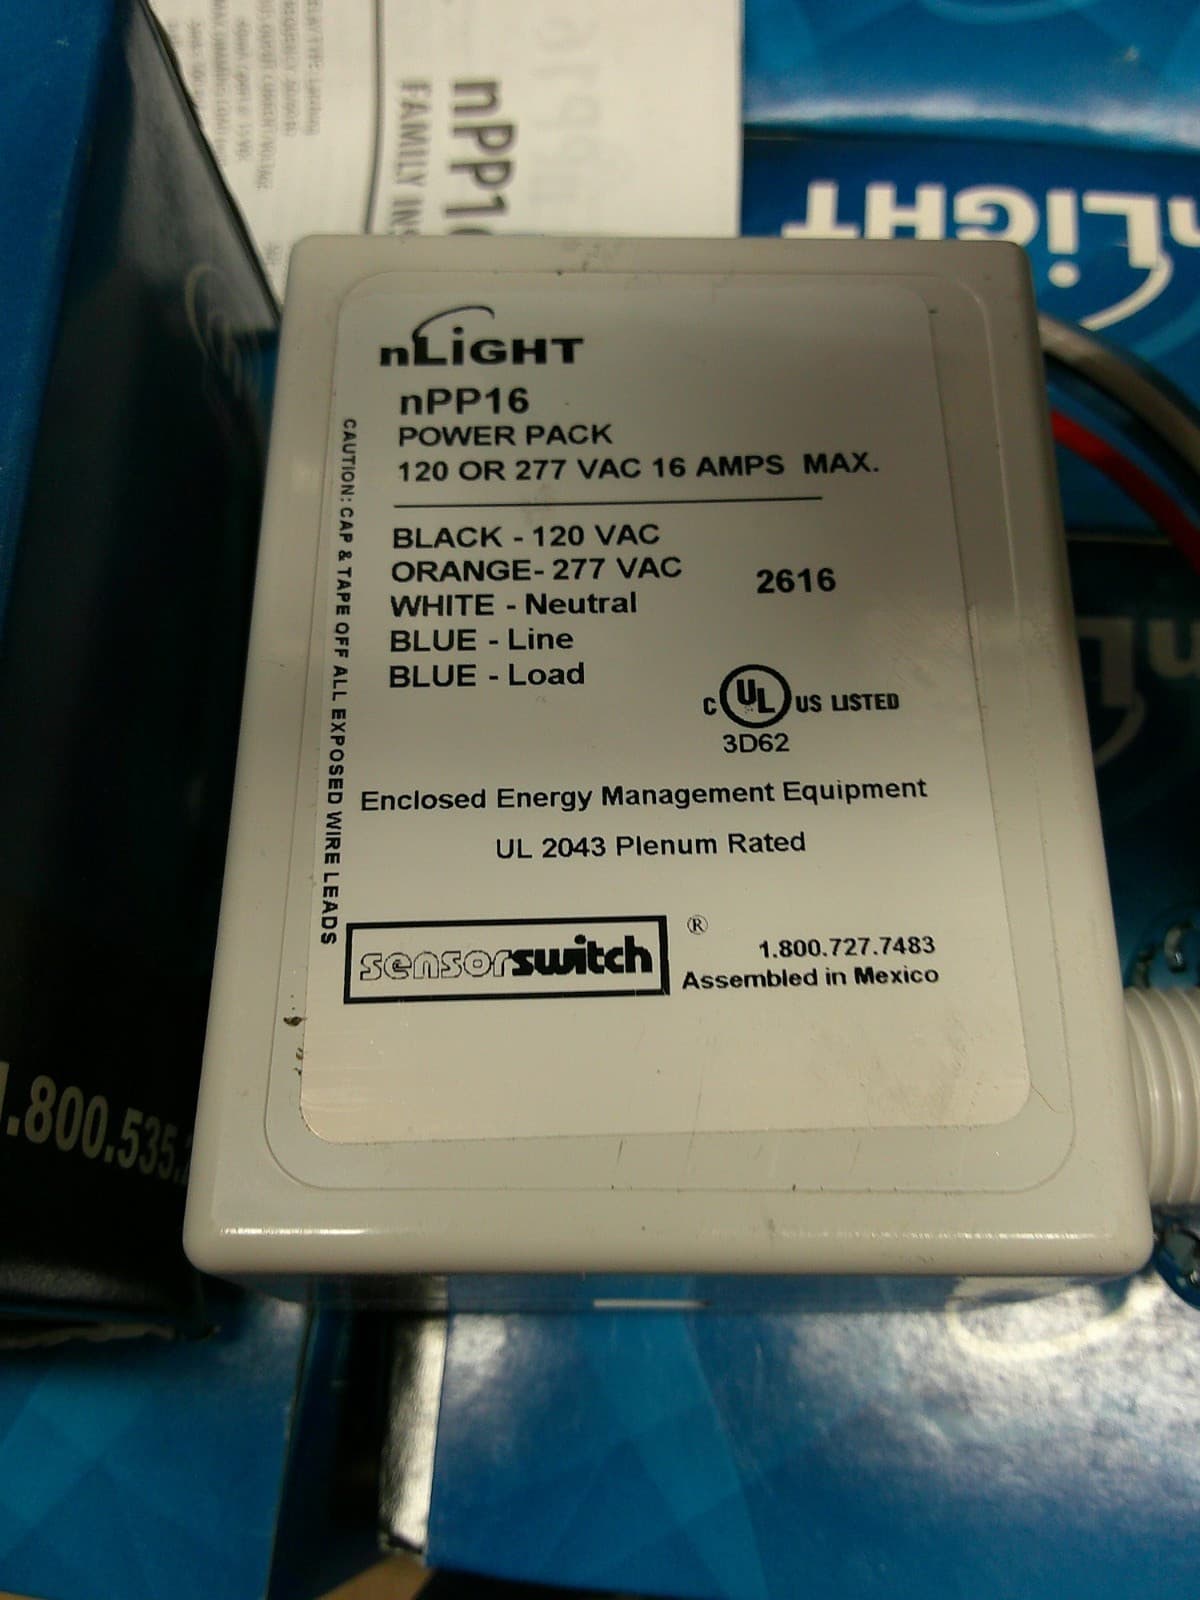 nPP1
FAMILY INS
nLiGHT
nLiGHT
nPP16
POWER PACK
120 OR 277 VAC 16 AMPS MAX.
BLACK - 120 VAC
ORANGE- 277 VAC
2616
WHITE - Neutral
BLUE - Line
BLUE - Load
C UL US LISTED
3D62
Enclosed Energy Management Equipment
UL 2043 Plenum Rated
CAUTION: CAP & TAPE OFF ALL EXPOSED WIRE LEADS
sensorswitch ®
1.800.727.7483
Assembled in Mexico
1.800.535.
nL